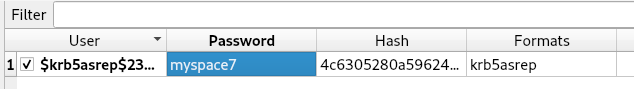 Filter
User Password Hash Formats
1 $krb5asrep$23... myspace7 4c6305280a59624... krb5asrep